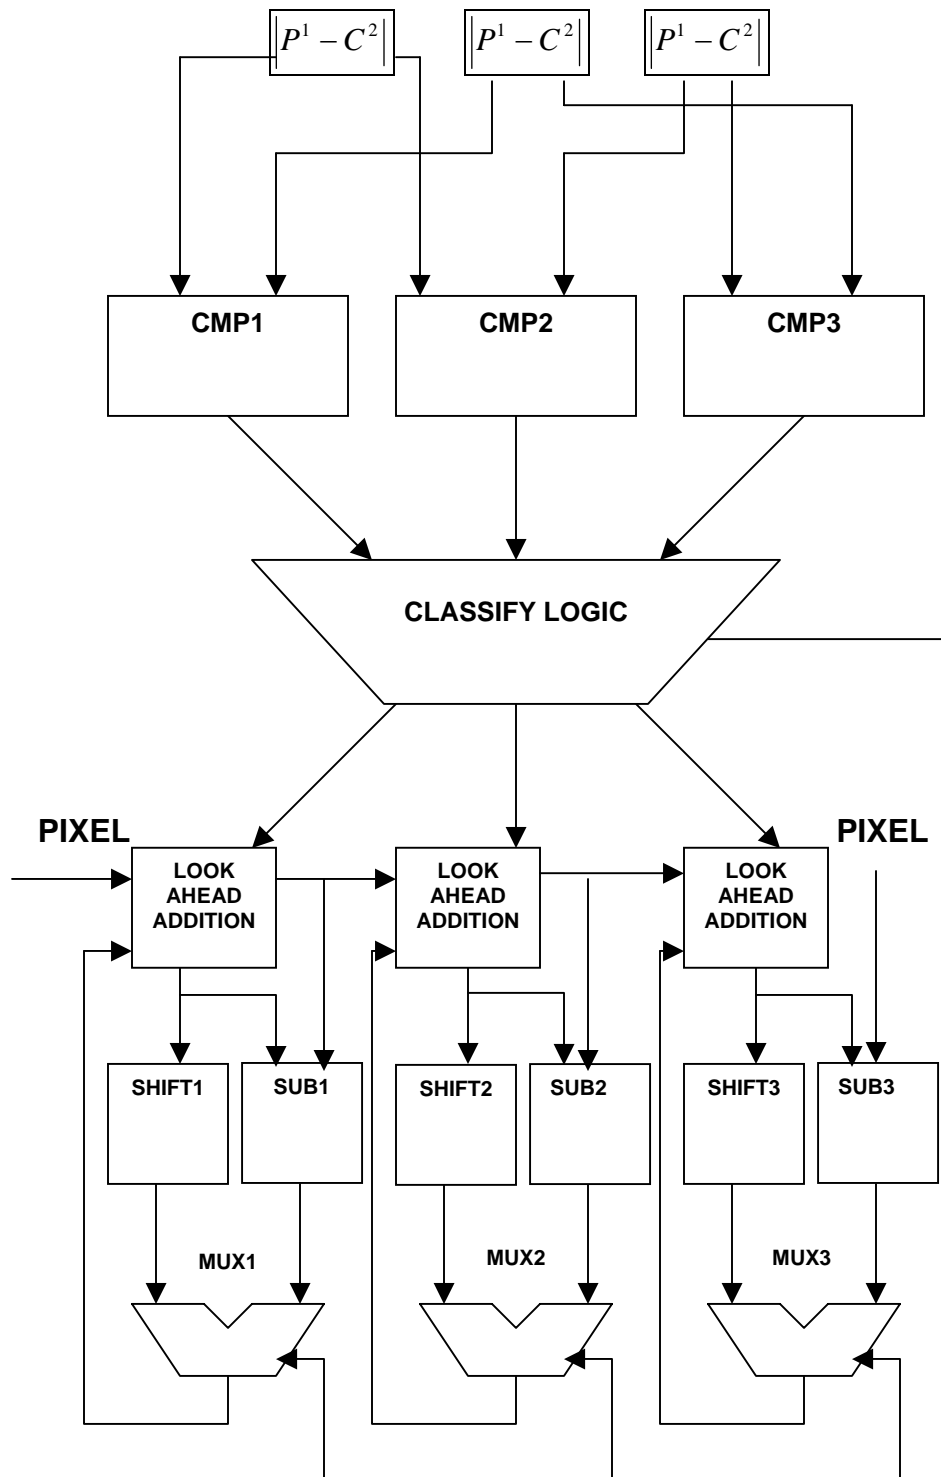 |P¹ − C²| |P¹ − C²| |P¹ − C²|
CMP1 CMP2 CMP3
CLASSIFY LOGIC
PIXEL PIXEL
LOOK AHEAD ADDITION
LOOK AHEAD ADDITION
LOOK AHEAD ADDITION
SHIFT1 SUB1 SHIFT2 SUB2 SHIFT3 SUB3
MUX1 MUX2 MUX3